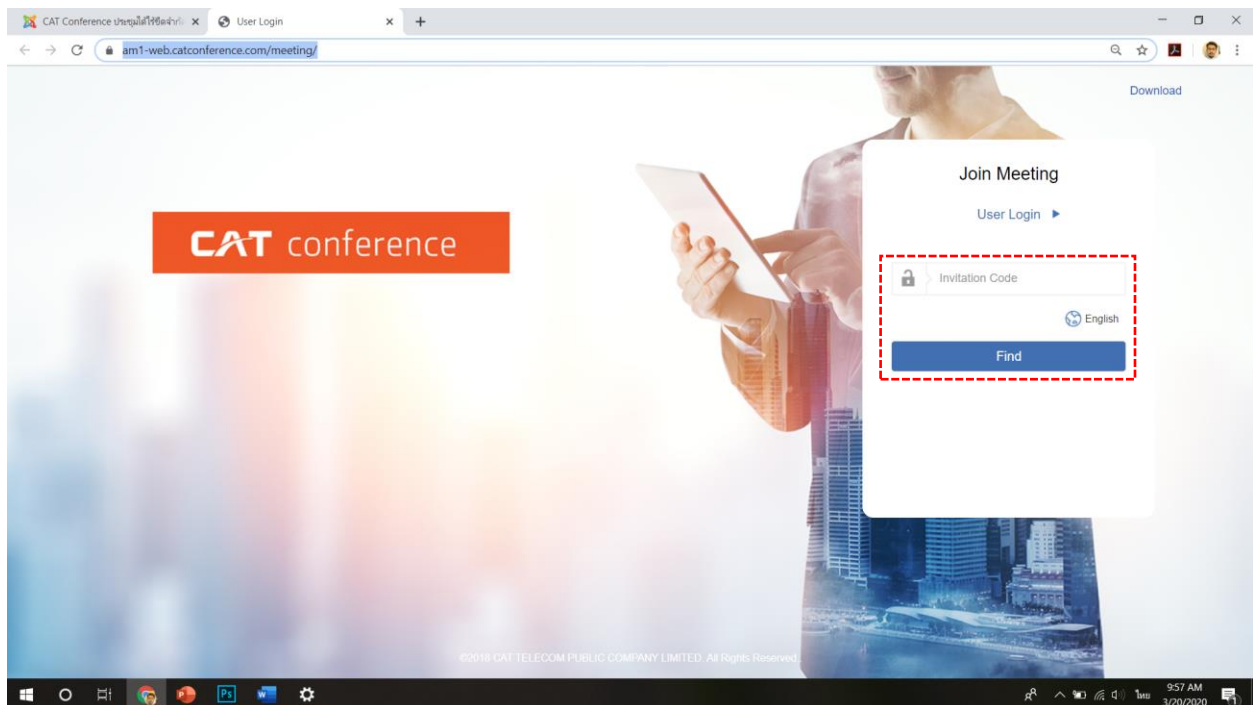 CAT Conference ประชุมได้ไร้ขีดจำกั
User Login
am1-web.catconference.com/meeting/
Download
Join Meeting
User Login
CAT conference
Invitation Code
English
Find
©2018 CAT TELECOM PUBLIC COMPANY LIMITED. All Rights Reserved.
Ps
ไทย
9:57 AM
3/20/2020